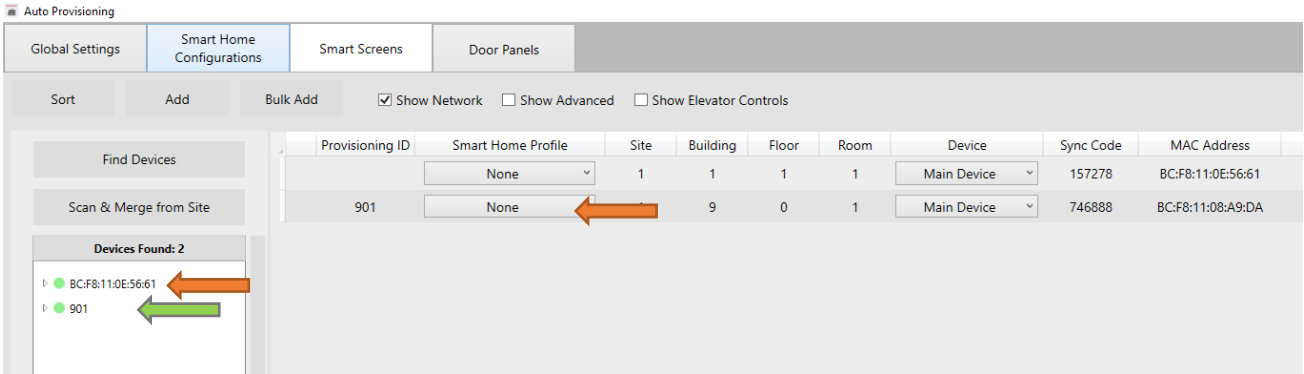 Auto Provisioning
Global Settings
Smart Home
Configurations
Smart Screens
Door Panels
Sort
Add
Bulk Add
Show Network
Show Advanced
Show Elevator Controls
Find Devices
Scan & Merge from Site
Devices Found: 2
BC:F8:11:0E:56:61
901
Provisioning ID Smart Home Profile Site Building Floor Room Device Sync Code MAC Address
None 1 1 1 1 Main Device 157278 BC:F8:11:0E:56:61
901 None 9 0 1 Main Device 746888 BC:F8:11:08:A9:DA